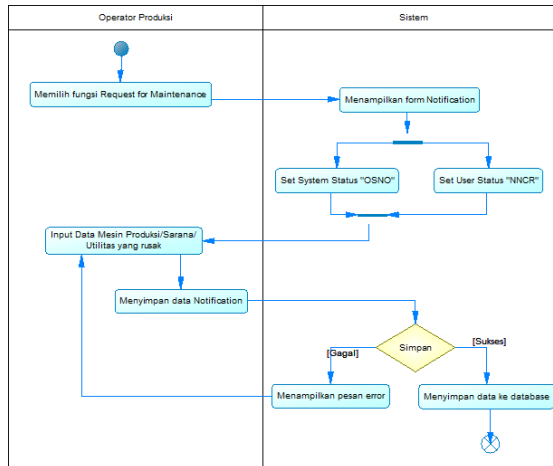 Operator Produksi
Sistem
Memilih fungsi Request for Maintenance
Menampilkan form Notification
Set System Status "OSNO"
Set User Status "NNCR"
Input Data Mesin Produksi/Sarana/
Utilitas yang rusak
Menyimpan data Notification
Simpan
[Gagal]
[Sukses]
Menampilkan pesan error
Menyimpan data ke database